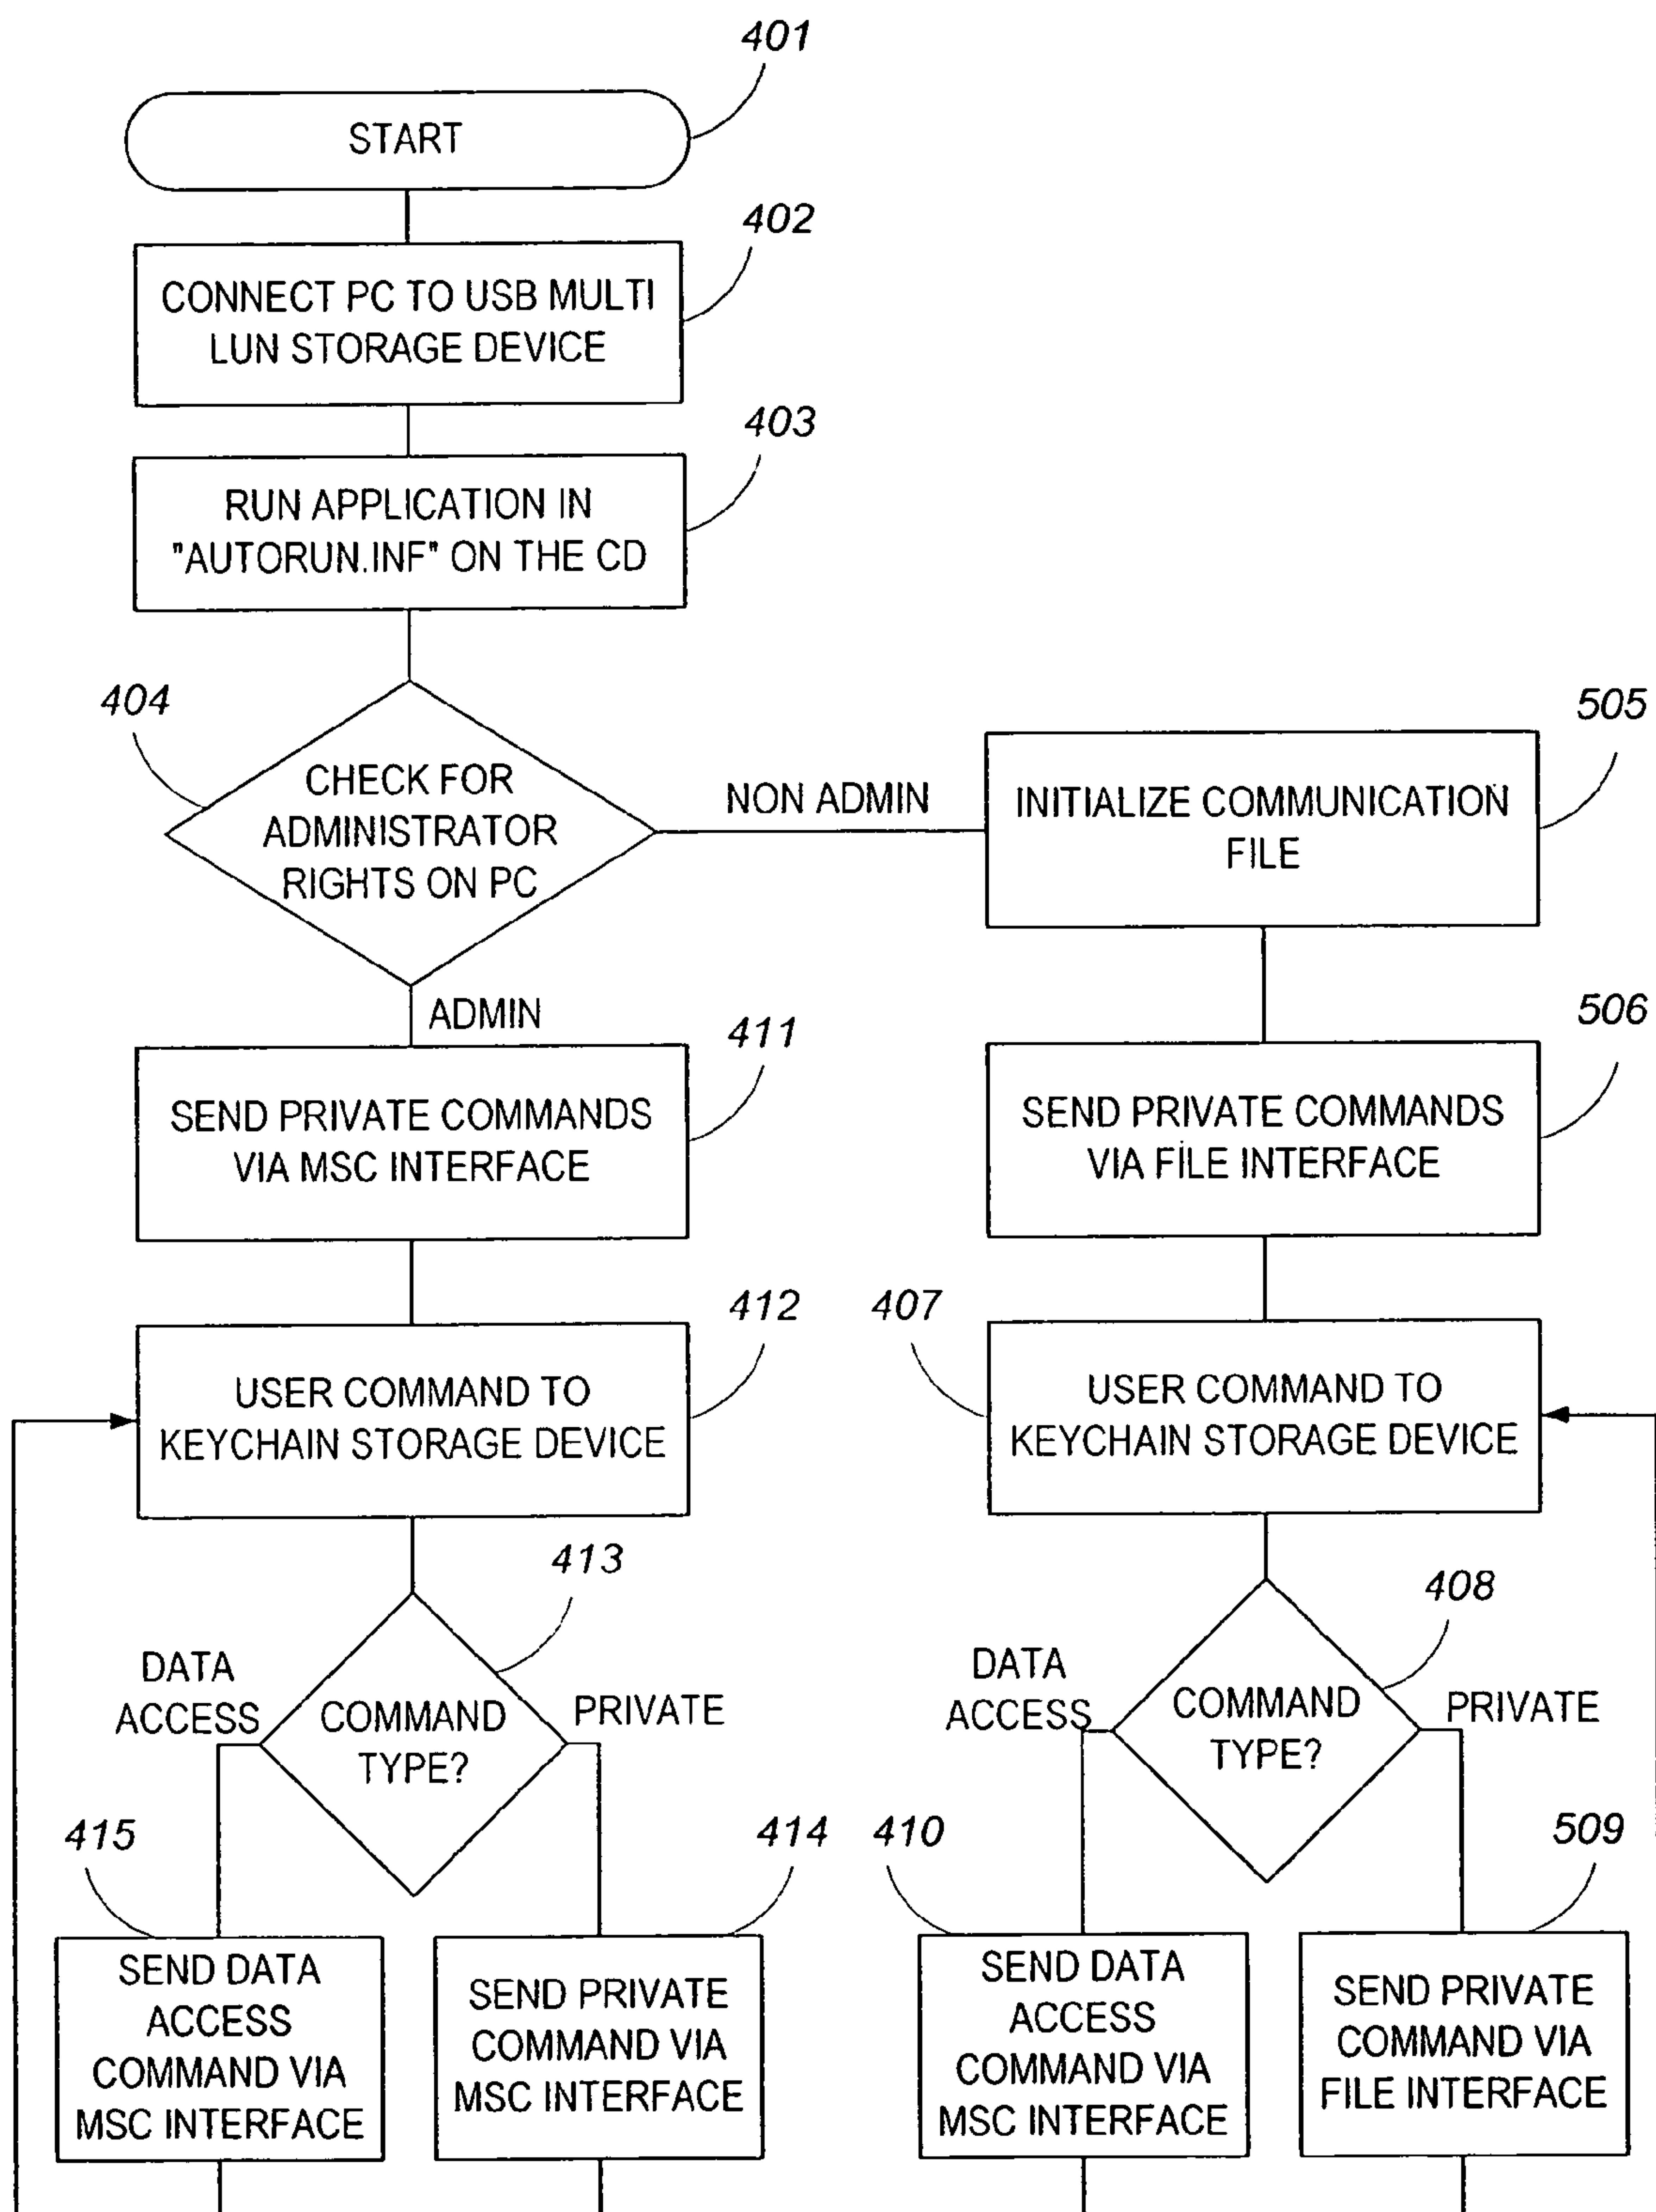 401
START
402
CONNECT PC TO USB MULTI
LUN STORAGE DEVICE
403
RUN APPLICATION IN
"AUTORUN.INF" ON THE CD
404
CHECK FOR
ADMINISTRATOR
RIGHTS ON PC
NON ADMIN
505
INITIALIZE COMMUNICATION
FILE
ADMIN
411
SEND PRIVATE COMMANDS
VIA MSC INTERFACE
506
SEND PRIVATE COMMANDS
VIA FILE INTERFACE
412
USER COMMAND TO
KEYCHAIN STORAGE DEVICE
407
USER COMMAND TO
KEYCHAIN STORAGE DEVICE
413
DATA
ACCESS
COMMAND
TYPE?
PRIVATE
408
DATA
ACCESS
COMMAND
TYPE?
PRIVATE
415
SEND DATA
ACCESS
COMMAND VIA
MSC INTERFACE
414
SEND PRIVATE
COMMAND VIA
MSC INTERFACE
410
SEND DATA
ACCESS
COMMAND VIA
MSC INTERFACE
509
SEND PRIVATE
COMMAND VIA
FILE INTERFACE